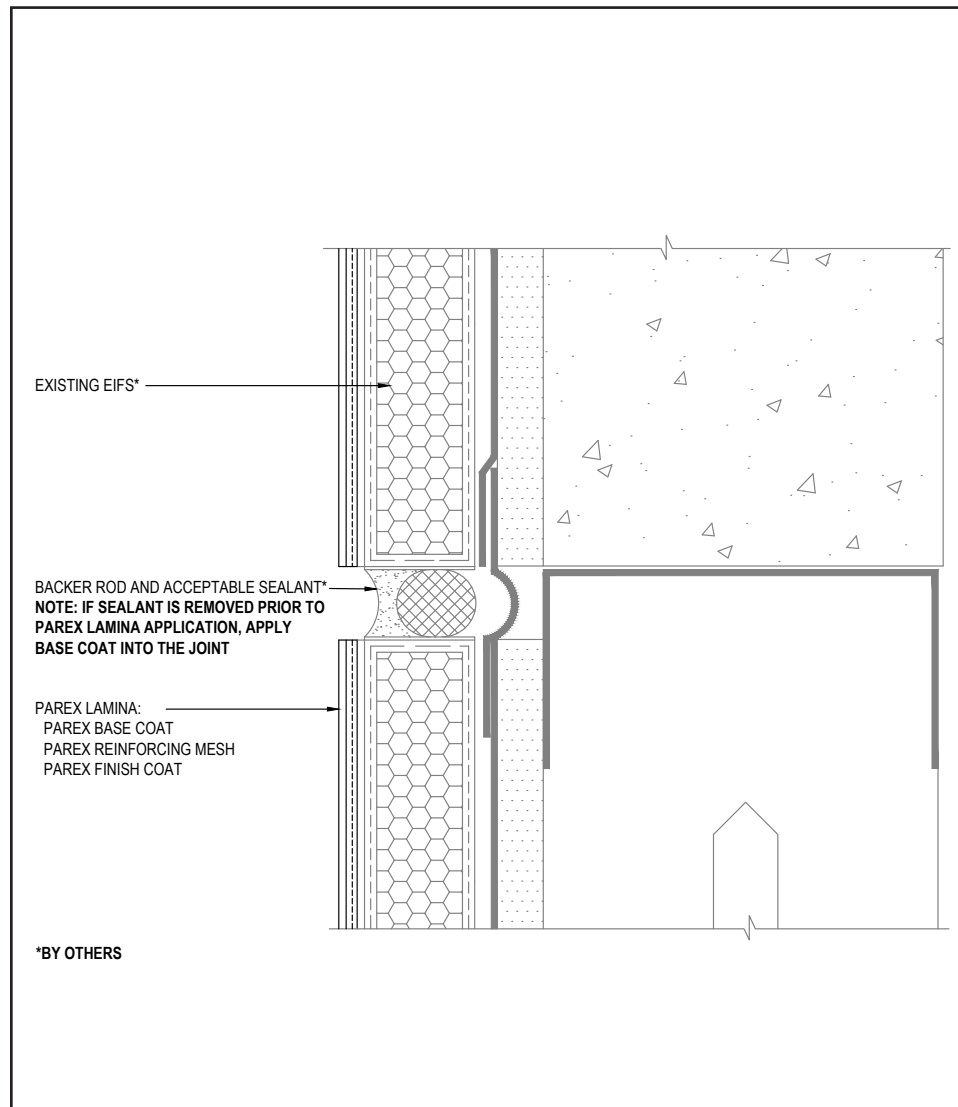 EXISTING EIFS*
BACKER ROD AND ACCEPTABLE SEALANT*
NOTE: IF SEALANT IS REMOVED PRIOR TO
PAREX LAMINA APPLICATION, APPLY
BASE COAT INTO THE JOINT
PAREX LAMINA:
PAREX BASE COAT
PAREX REINFORCING MESH
PAREX FINISH COAT
*BY OTHERS